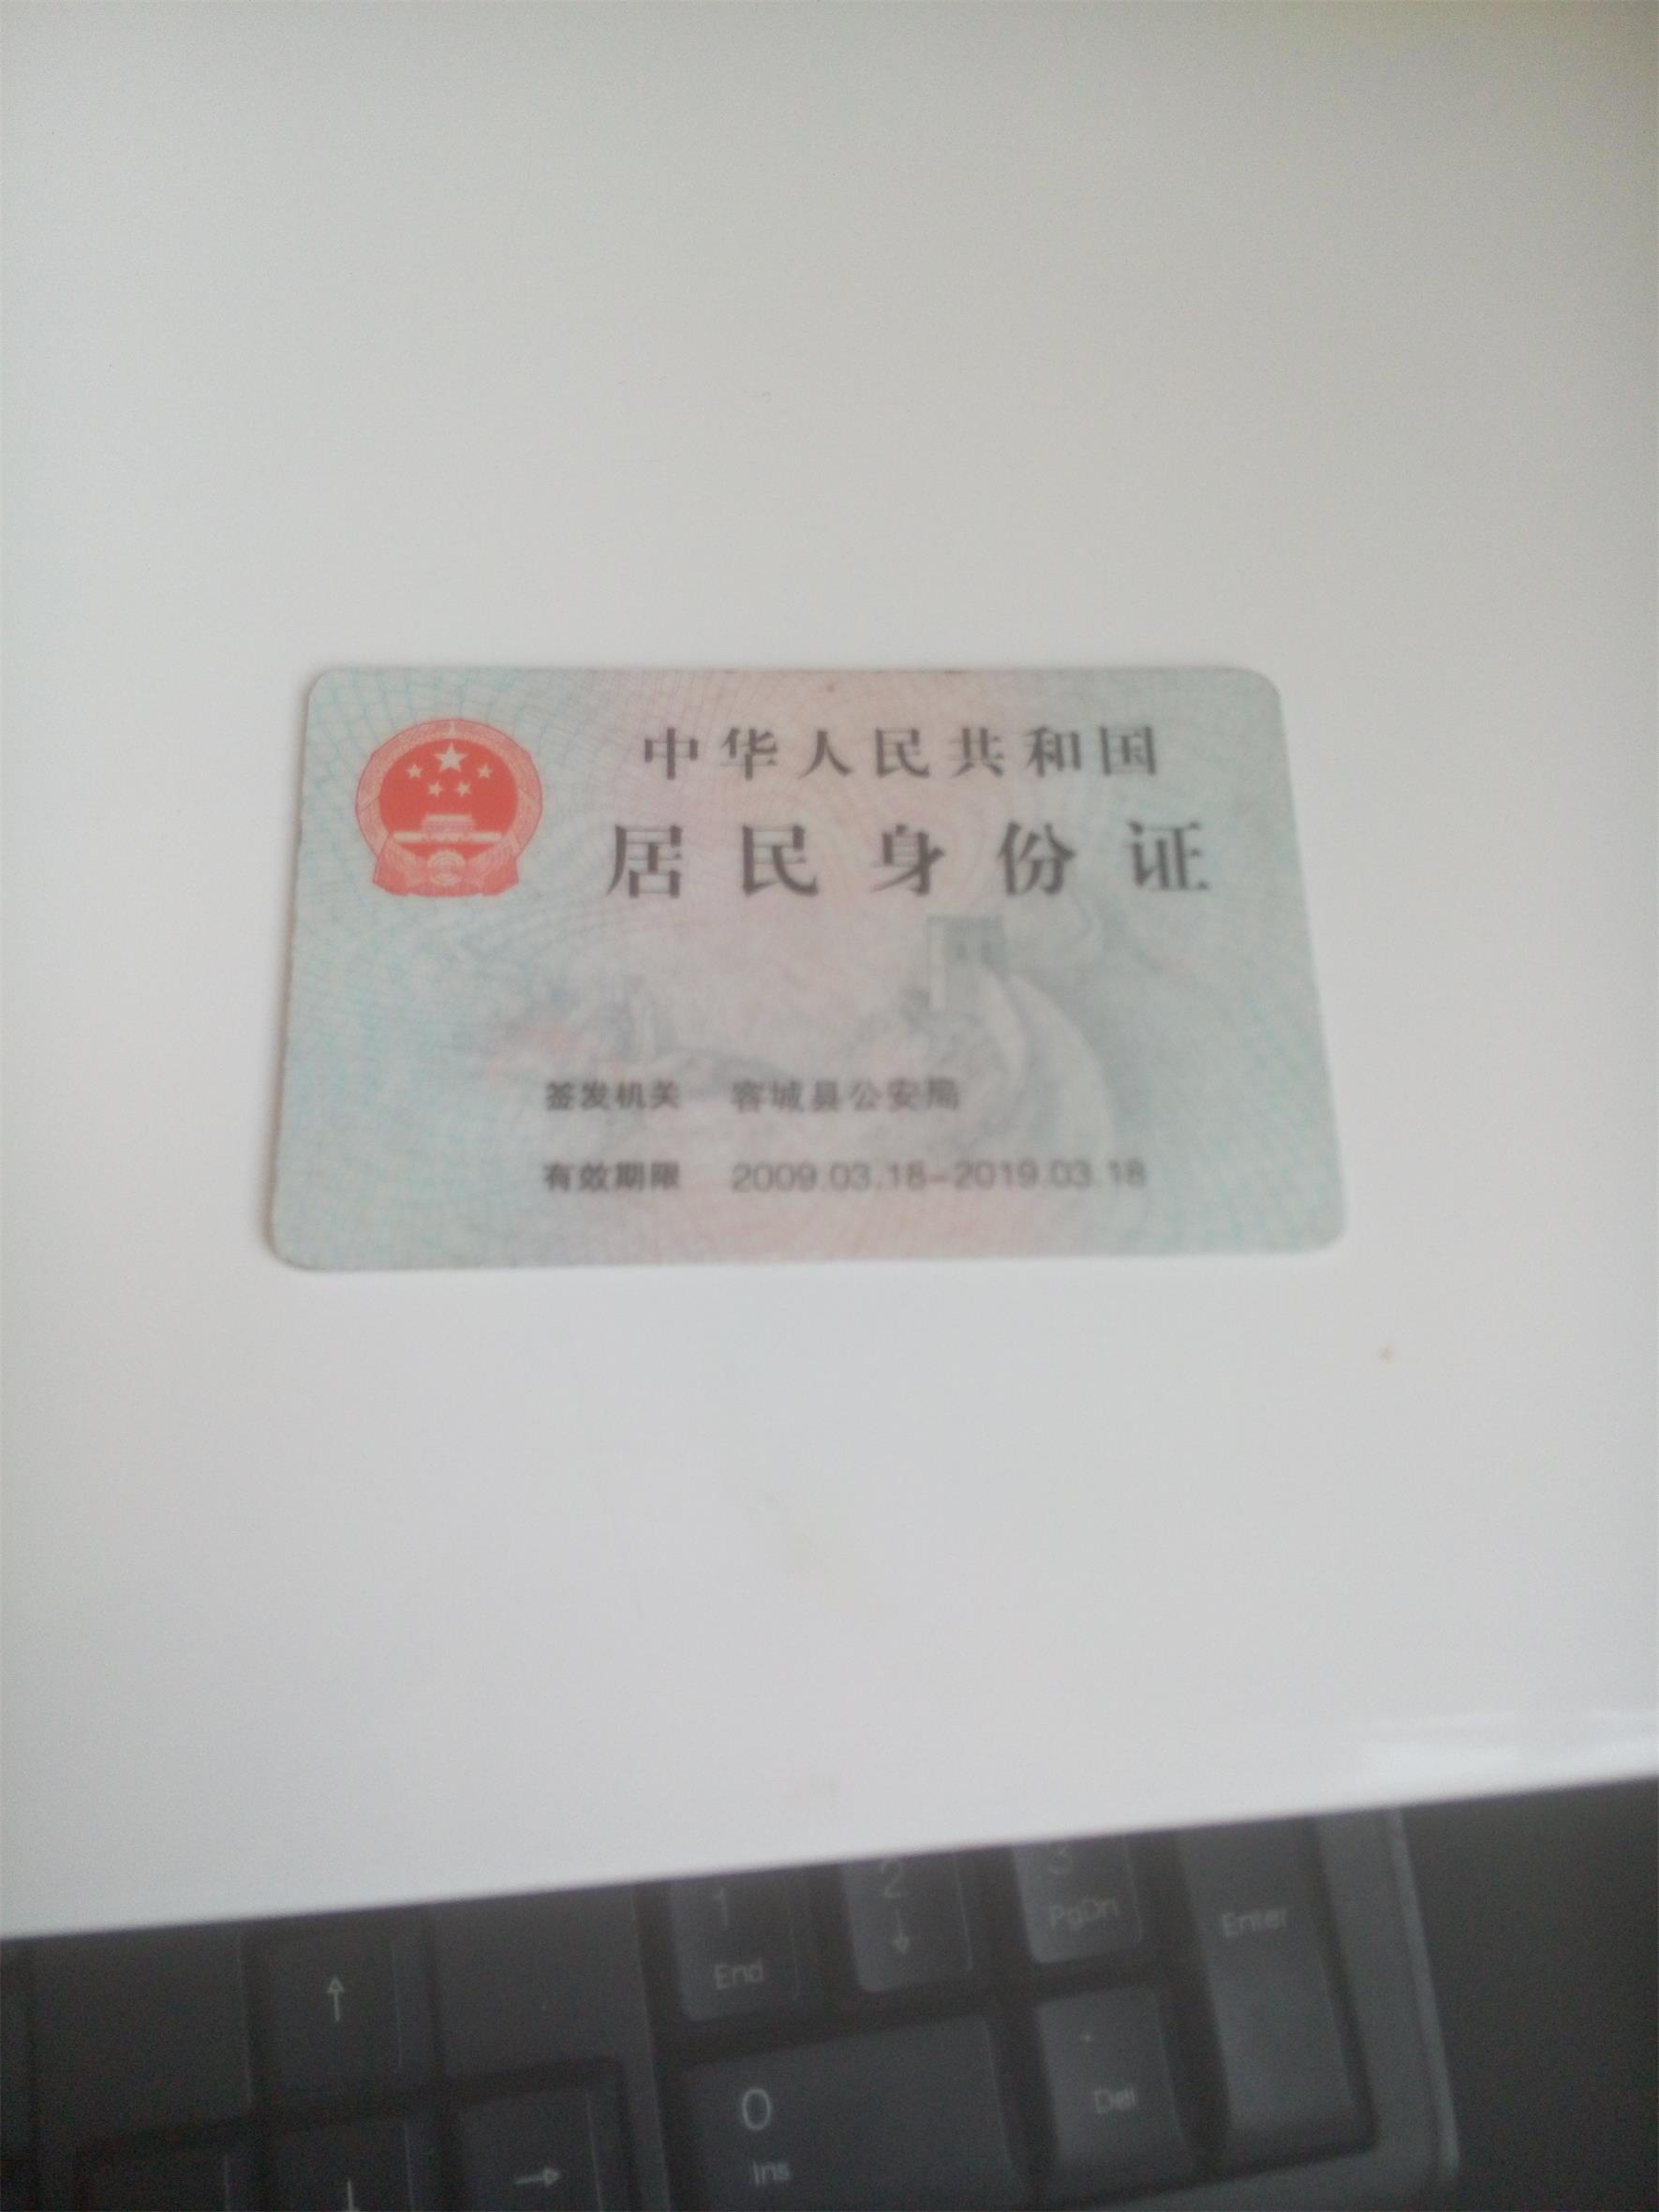 中华人民共和国
居民身份证
签发机关 容城县公安局
有效期限 2009.03.18-2019.03.18
1 2 3
End ↓ PgDn Enter
↑
0 . 
Ins Del
→